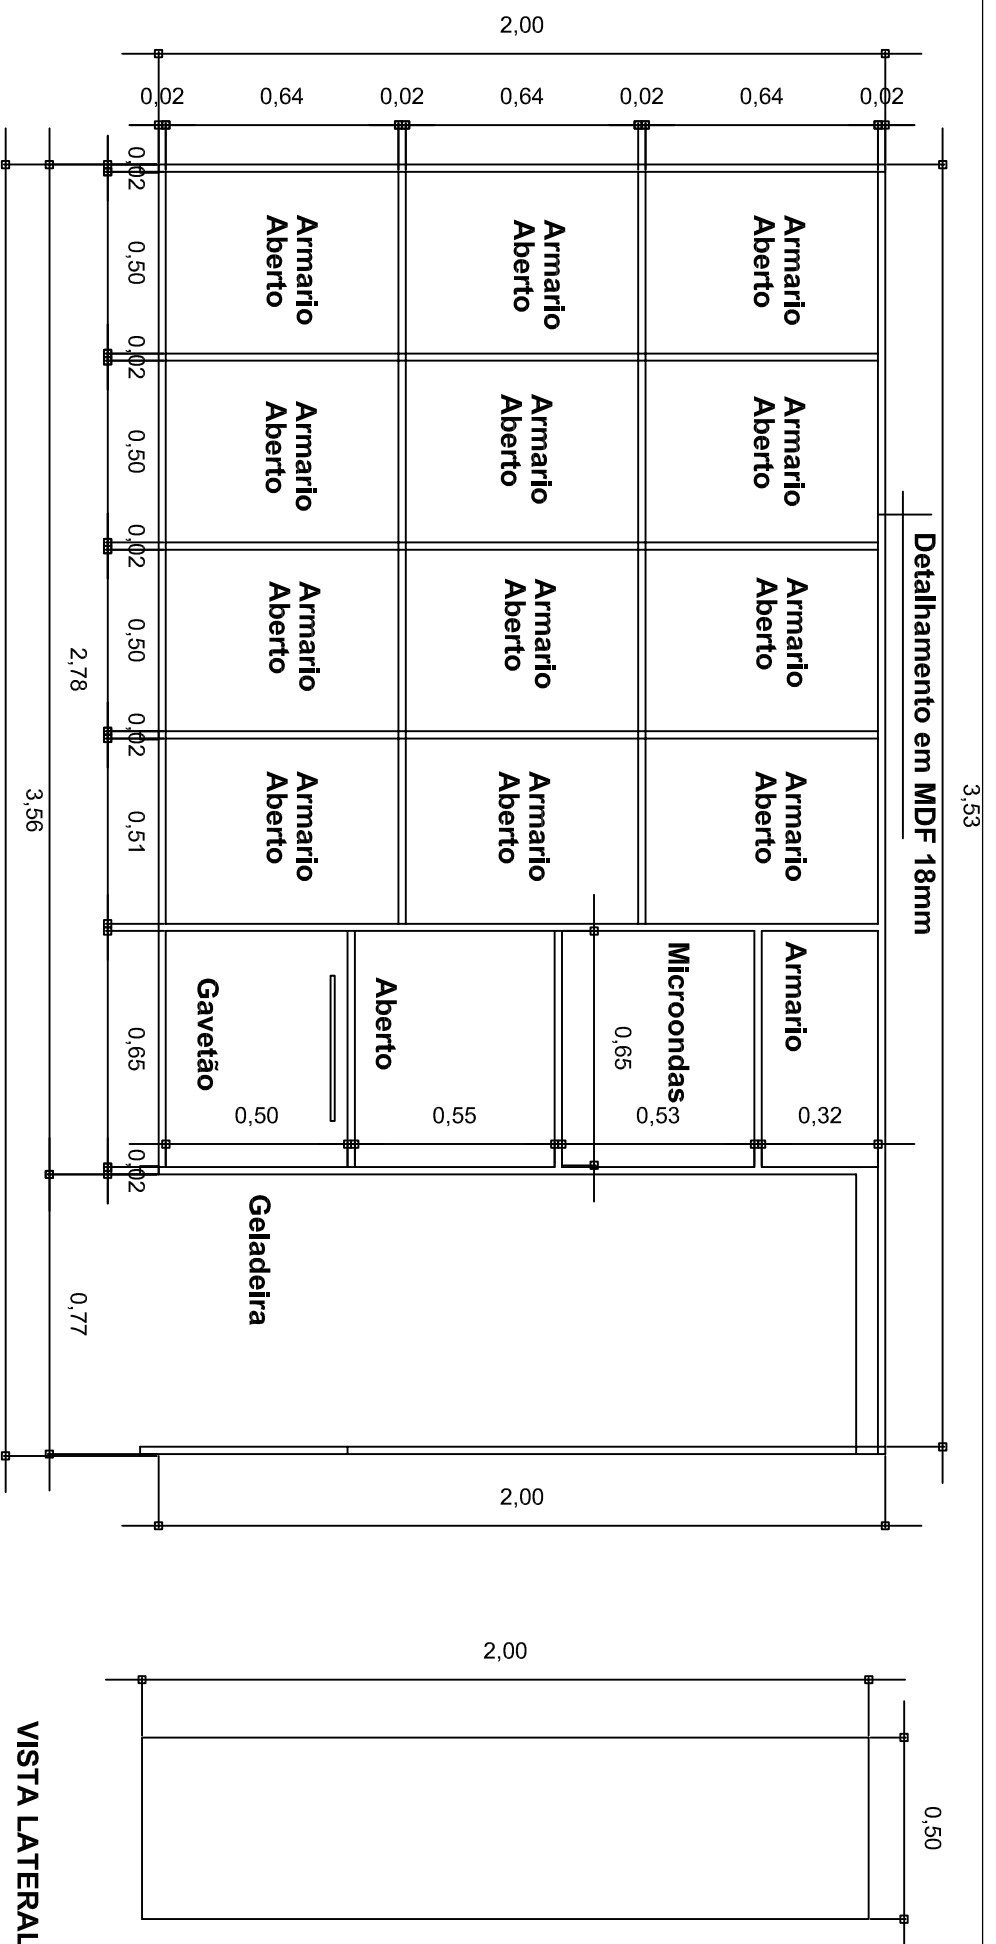 3,53
Detalhamento em MDF 18mm
2,00
0,02
0,64
0,02
0,64
0,02
0,64
0,02
Armario
Aberto
Armario
Aberto
Armario
Aberto
Armario
Aberto
Armario
0,32
Armario
Aberto
Armario
Aberto
Armario
Aberto
Armario
Aberto
Microondas
0,65
0,53
Armario
Aberto
Armario
Aberto
Armario
Aberto
Armario
Aberto
Aberto
0,55
Gavetão
0,50
Geladeira
2,00
0,02
0,50
0,02
0,50
0,02
0,50
0,02
0,51
0,65
0,02
2,78
0,77
3,56
0,50
2,00
VISTA LATERAL